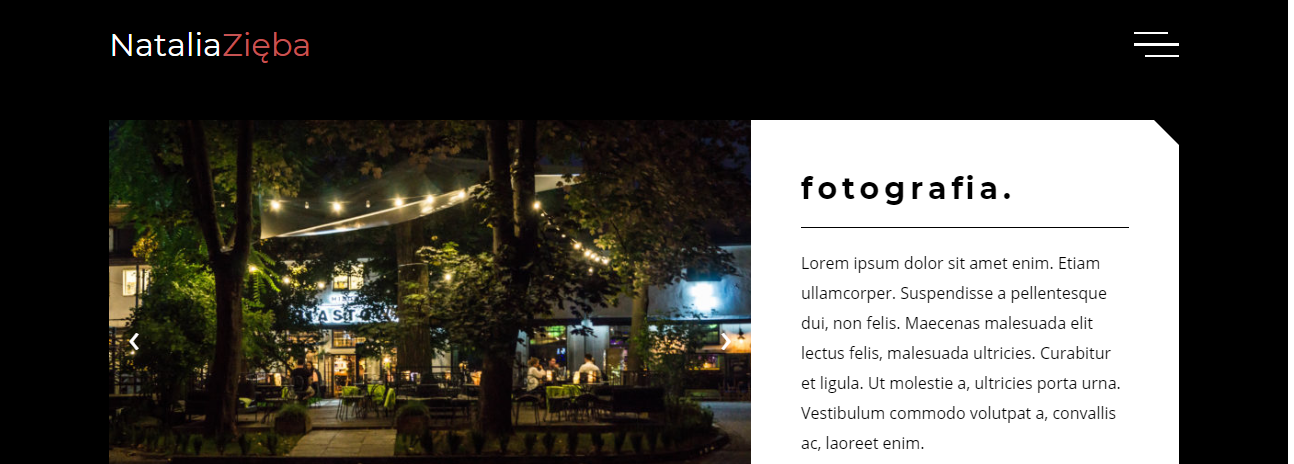 NataliaZięba
fotografia.
Lorem ipsum dolor sit amet enim. Etiam
ullamcorper. Suspendisse a pellentesque
dui, non felis. Maecenas malesuada elit
lectus felis, malesuada ultricies. Curabitur
et ligula. Ut molestie a, ultricies porta urna.
Vestibulum commodo volutpat a, convallis
ac, laoreet enim.